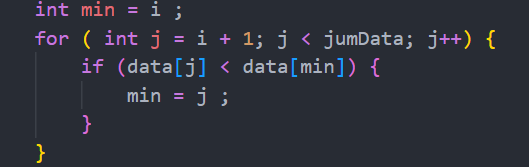 int min = i ;
for ( int j = i + 1; j < jumData; j++) {
if (data[j] < data[min]) {
min = j ;
}
}